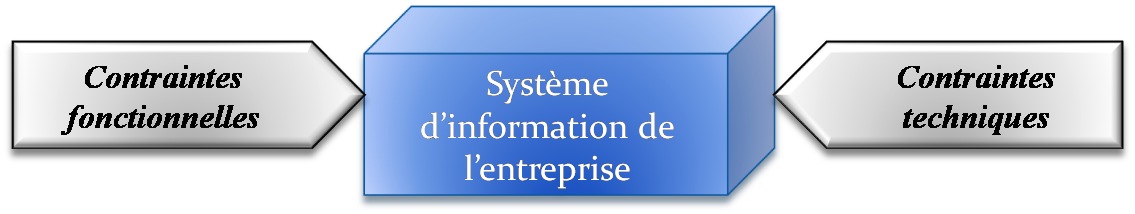 Contraintes
fonctionnelles
Système
d'information de
l'entreprise
Contraintes
techniques